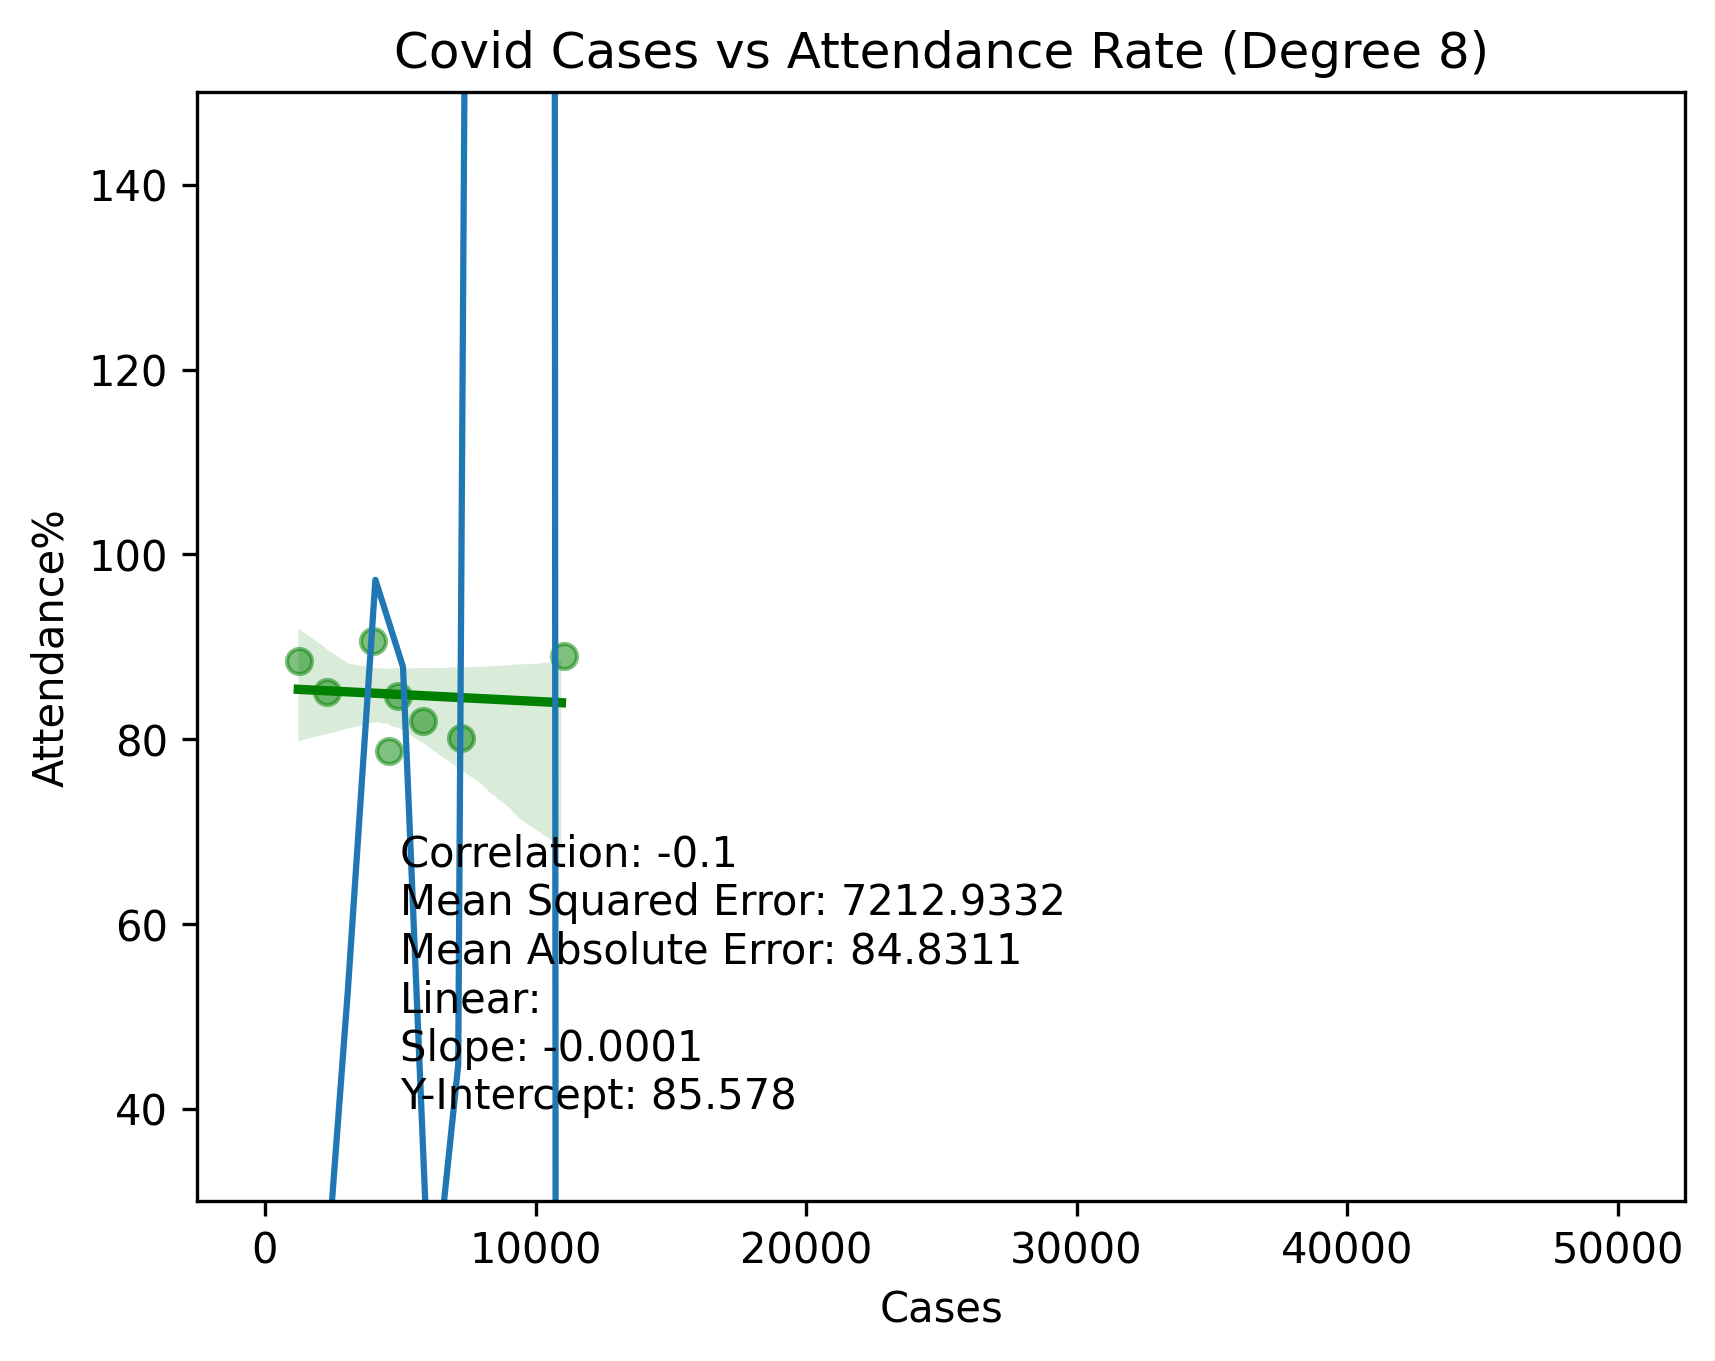 Covid Cases vs Attendance Rate (Degree 8)
140
120
100
80
60
40
Attendance%
Correlation: -0.1
Mean Squared Error: 7212.9332
Mean Absolute Error: 84.8311
Linear:
Slope: -0.0001
Y-Intercept: 85.578
0 10000 20000 30000 40000 50000
Cases